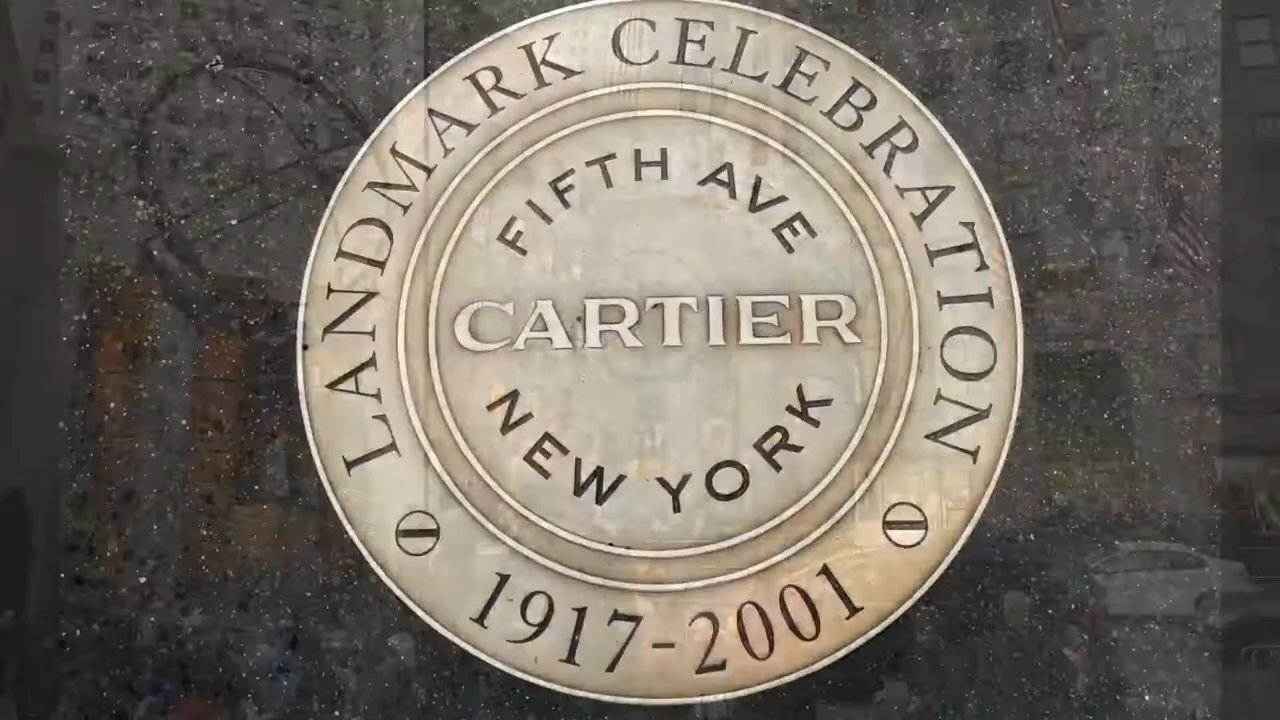 LANDMARK CELEBRATION
FIFTH AVE
CARTIER
NEW YORK
1917-2001